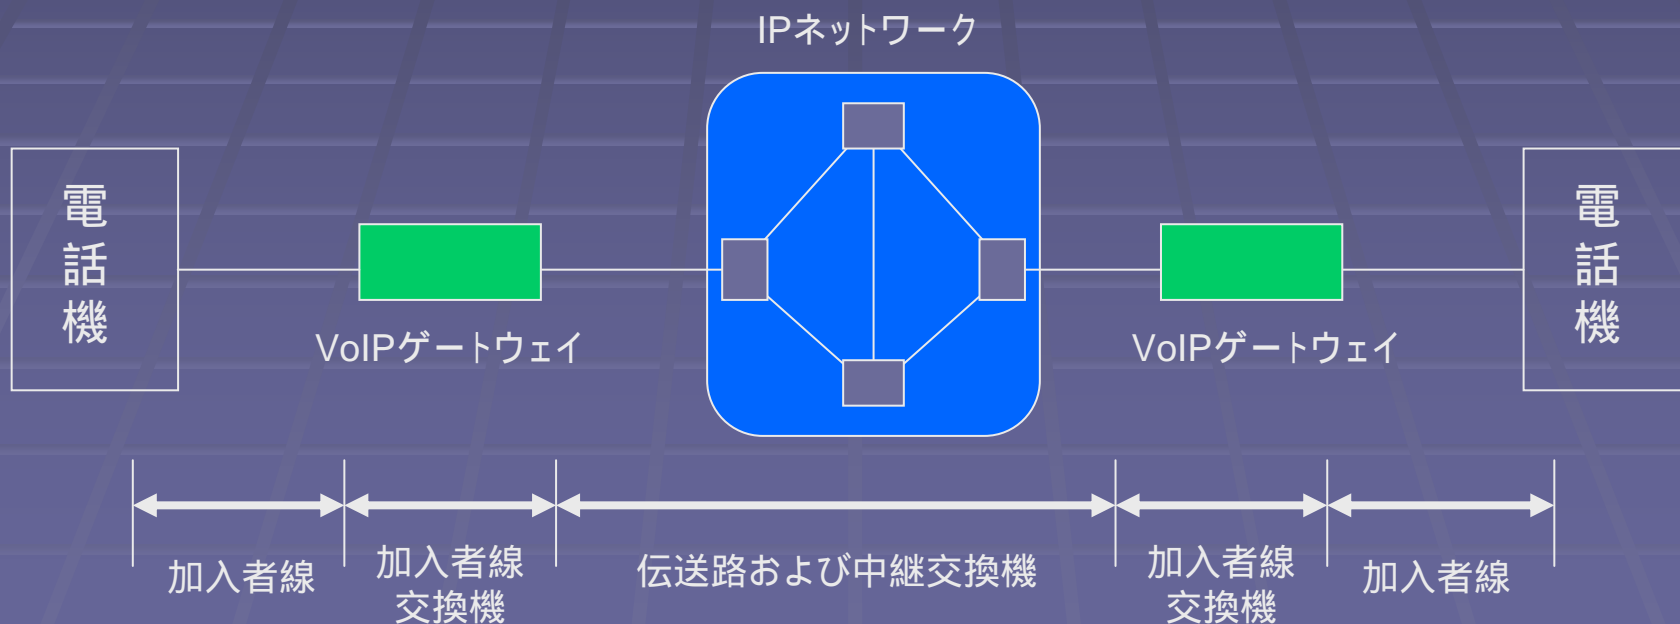 IPネットワーク
電
話
機
電
話
機
VoIPゲートウェイ
VoIPゲートウェイ
加入者線
加入者線
交換機
伝送路および中継交換機
加入者線
交換機
加入者線